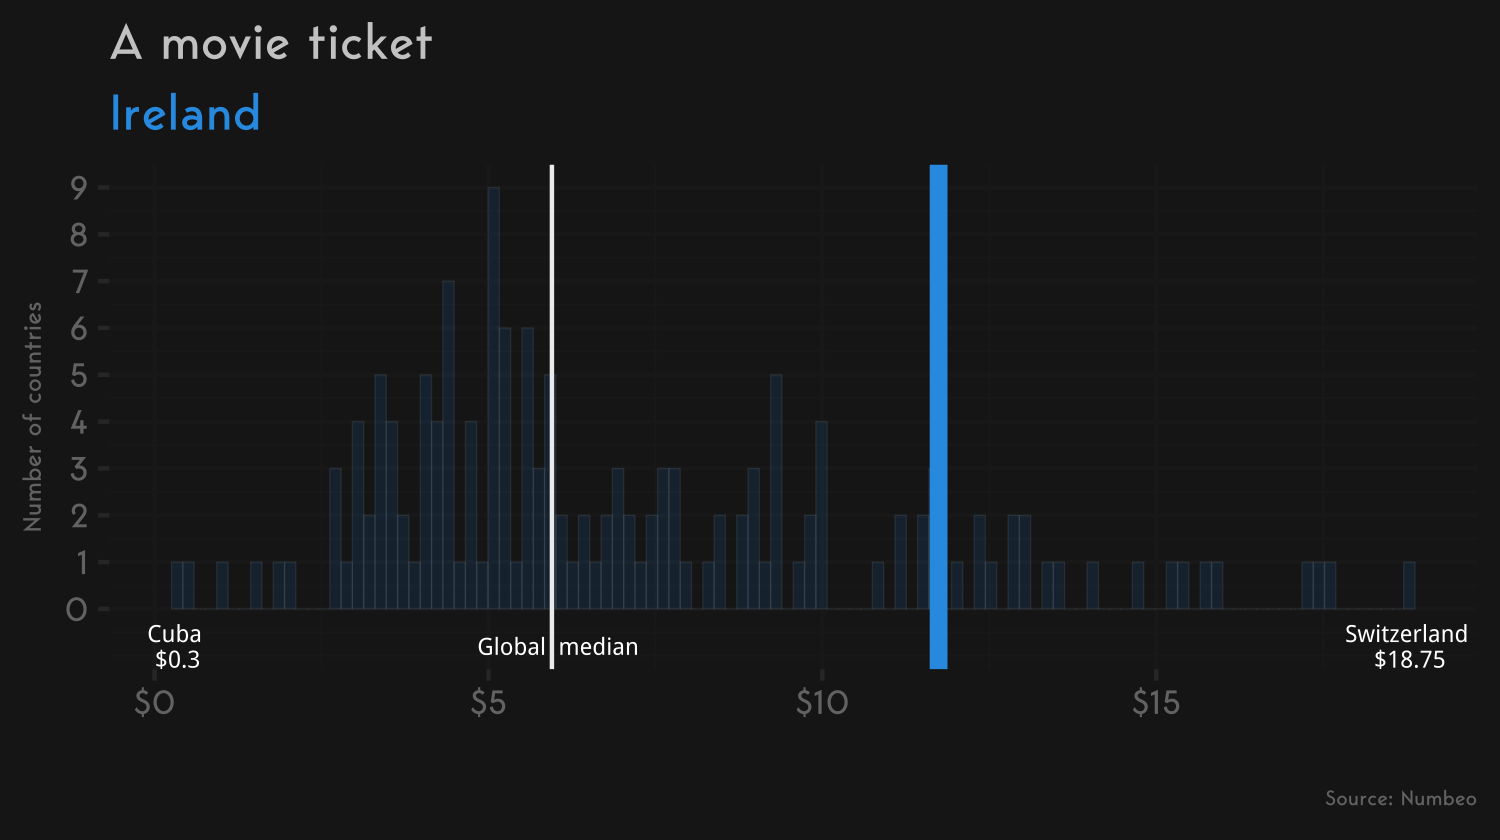 A movie ticket
Ireland
Number of countries
9
8
7
6
5
4
3
2
1
0
Cuba
$0.3
Global median
Switzerland
$18.75
$0 $5 $10 $15
Source: Numbeo